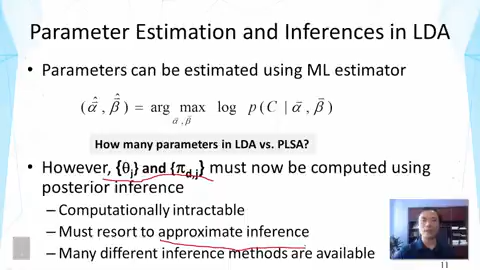 Parameter Estimation and Inferences in LDA
• Parameters can be estimated using ML estimator
(α̂, β̂) = arg max log p(C | α⃗, β⃗)
α⃗, β⃗
How many parameters in LDA vs. PLSA?
• However, {θj} and {πd,j} must now be computed using
posterior inference
– Computationally intractable
– Must resort to approximate inference
– Many different inference methods are available
11